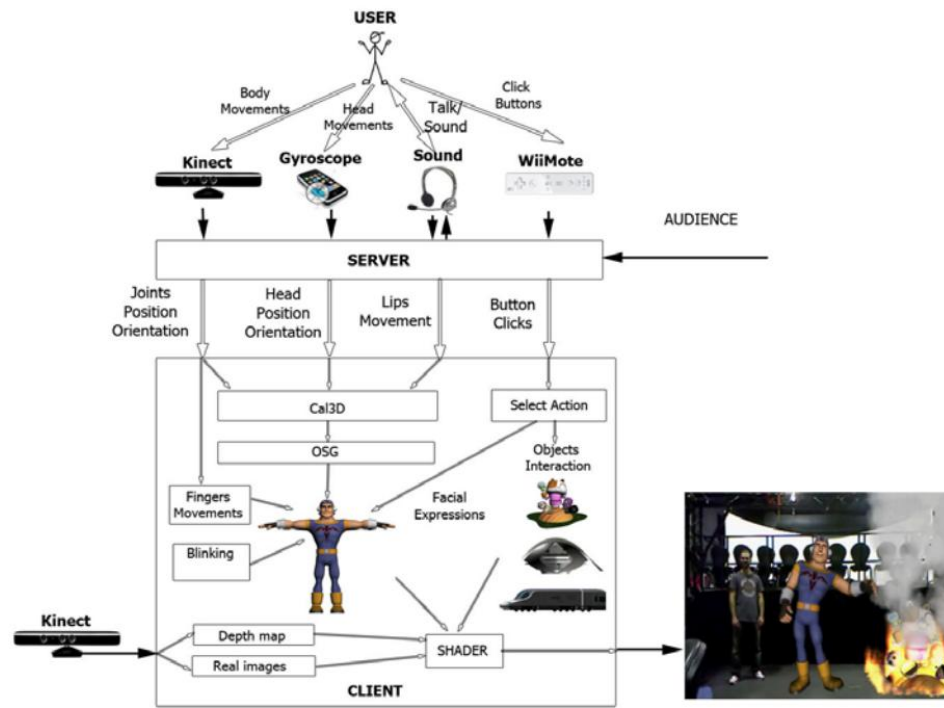 USER
Body
Movements
Head
Movements
Talk/
Sound
Click
Buttons
Kinect
Gyroscope
Sound
WiiMote
AUDIENCE
SERVER
Joints
Position
Orientation
Head
Position
Orientation
Lips
Movement
Button
Clicks
Cal3D
Select Action
OSG
Objects
Interaction
Fingers
Movements
Facial
Expressions
Blinking
Kinect
Depth map
Real images
SHADER
CLIENT